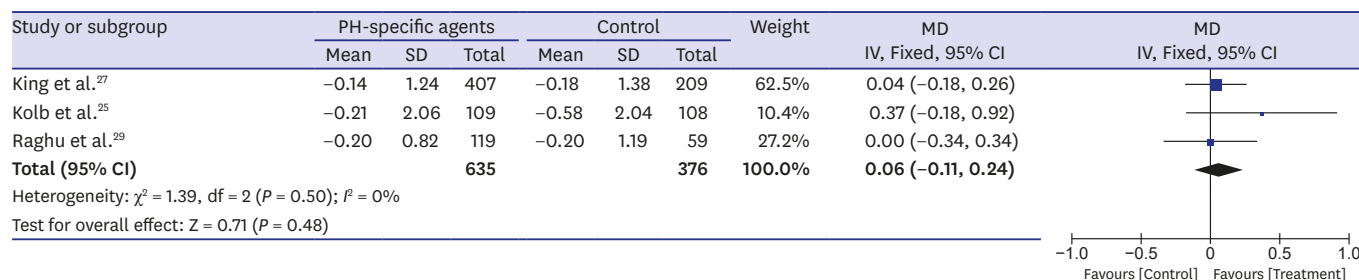 Study or subgroup PH-specific agents Control Weight MD MD
Mean SD Total Mean SD Total IV, Fixed, 95% CI IV, Fixed, 95% CI
King et al.27 −0.14 1.24 407 −0.18 1.38 209 62.5% 0.04 (−0.18, 0.26)
Kolb et al.25 −0.21 2.06 109 −0.58 2.04 108 10.4% 0.37 (−0.18, 0.92)
Raghu et al.29 −0.20 0.82 119 −0.20 1.19 59 27.2% 0.00 (−0.34, 0.34)
Total (95% CI) 635 376 100.0% 0.06 (−0.11, 0.24)
Heterogeneity: χ² = 1.39, df = 2 (P = 0.50); I² = 0%
Test for overall effect: Z = 0.71 (P = 0.48)
−1.0 −0.5 0 0.5 1.0
Favours [Control] Favours [Treatment]